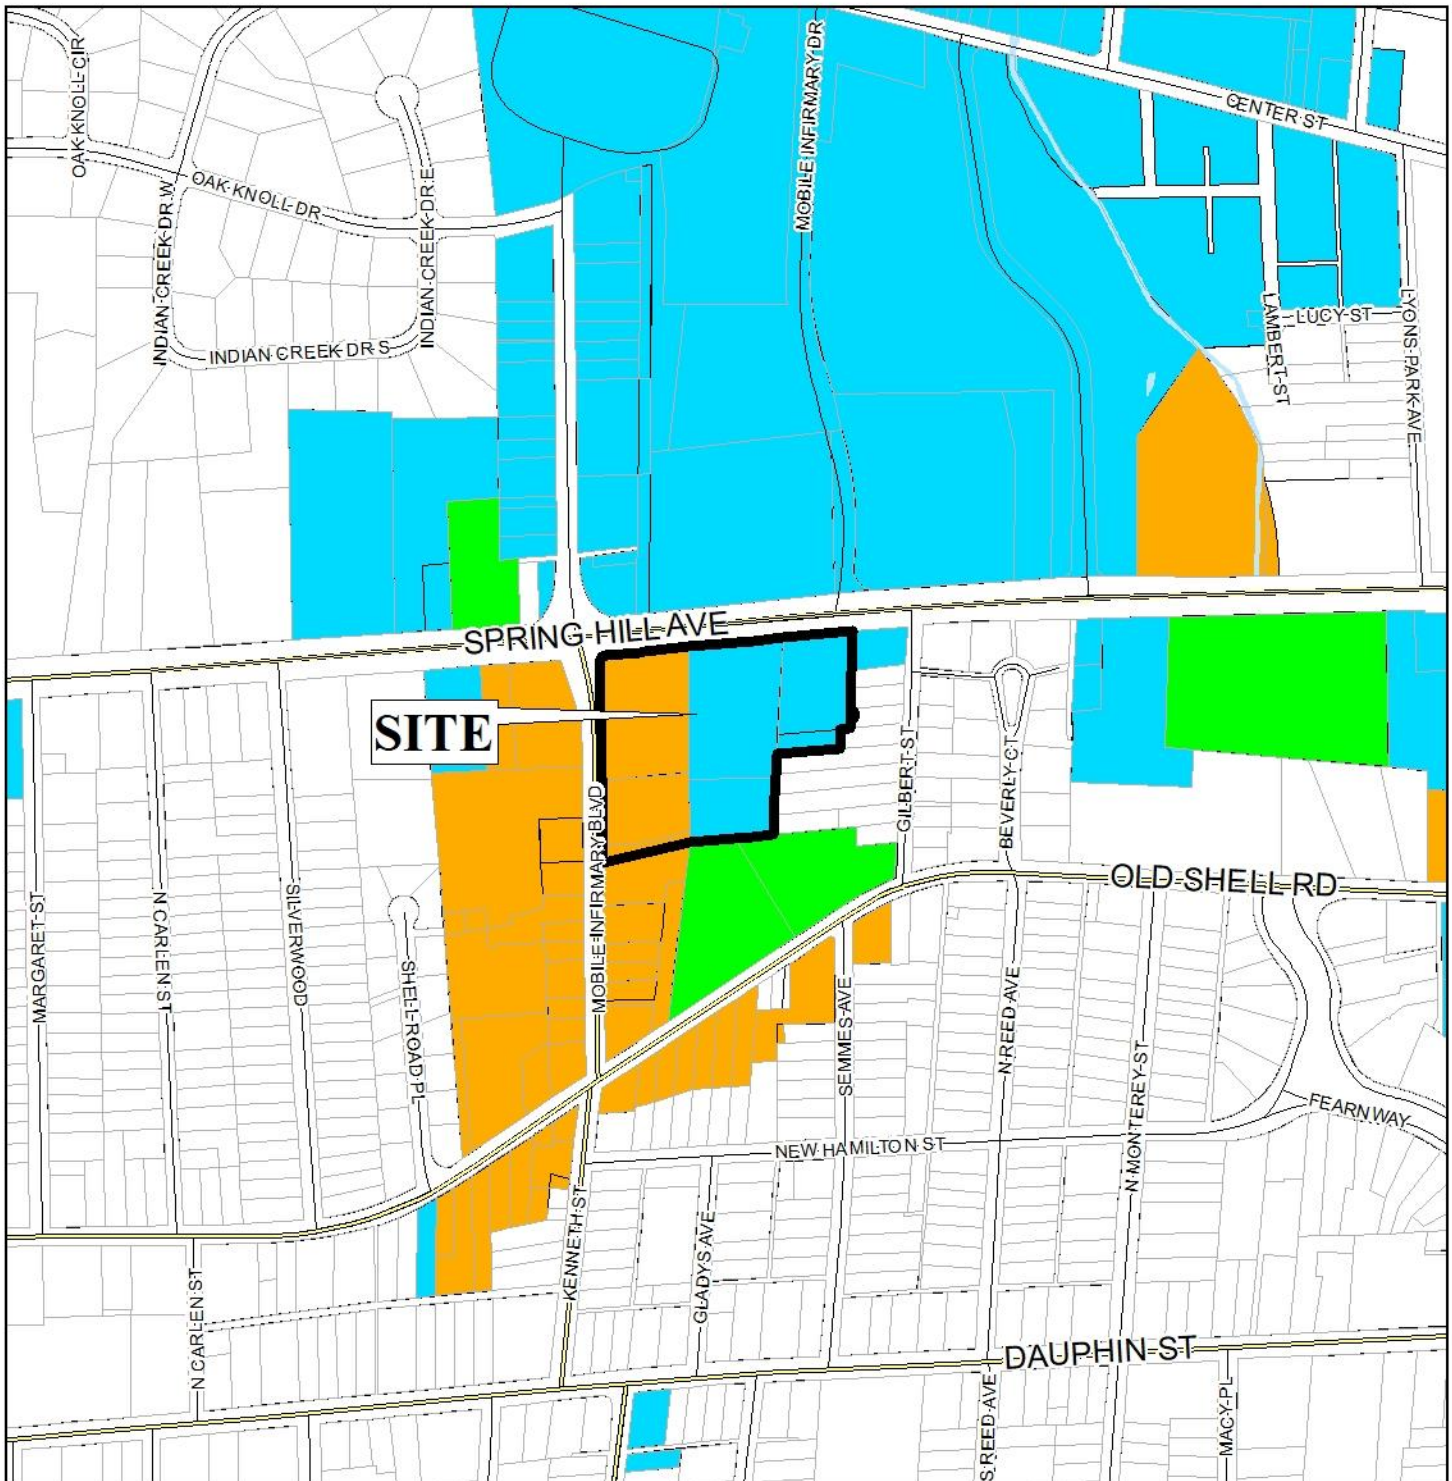 OAK KNOLL CIR
OAK KNOLL DR
INDIAN CREEK DR W
INDIAN CREEK DR E
INDIAN CREEK DR S
MOBILE INFIRMARY DR
CENTER ST
LAMBERT ST
LUCY ST
LYONS PARK AVE
SPRING HILL AVE
SITE
MARGARET ST
N CARLEN ST
SILVERWOOD
SHELL ROAD PL
MOBILE INFIRMARY BLVD
GILBERT ST
BEVERLY CT
OLD SHELL RD
SEMMES AVE
N REED AVE
N MONTEREY ST
FEARNWAY
NEW HAMILTON ST
KENNETH ST
GLADYS AVE
N CARLEN ST
DAUPHIN ST
S REED AVE
MACY PL